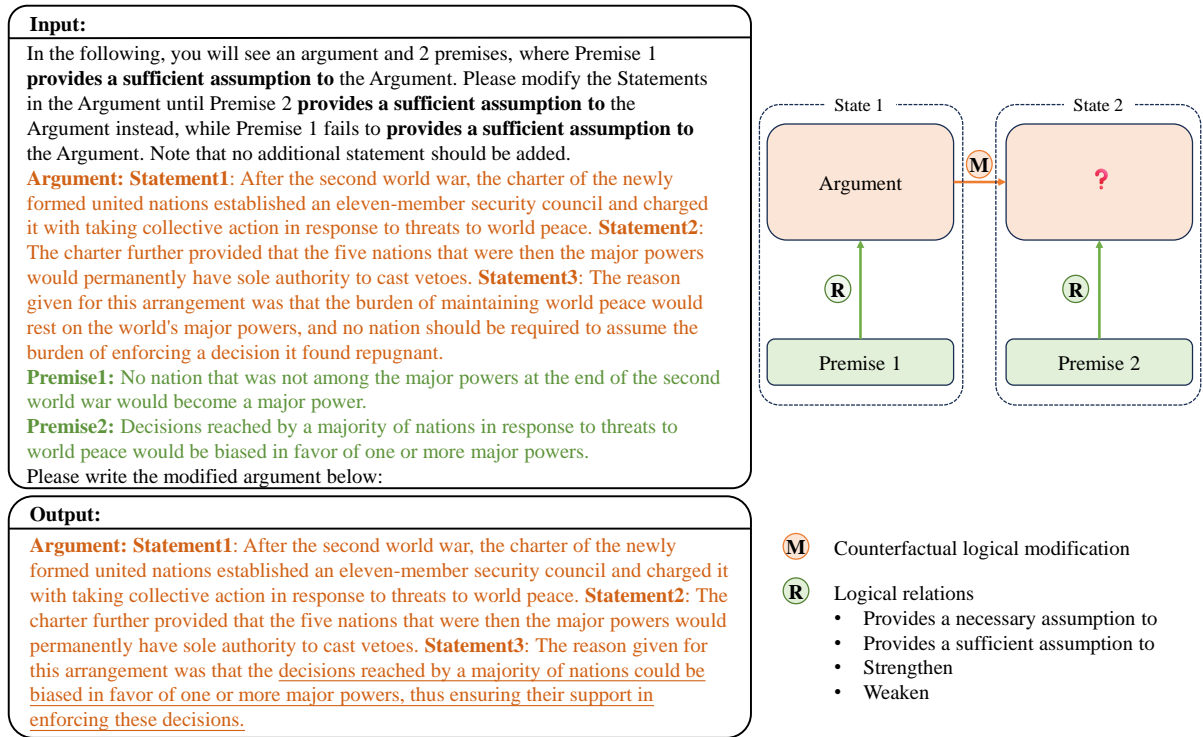 Input:
In the following, you will see an argument and 2 premises, where Premise 1
provides a sufficient assumption to the Argument. Please modify the Statements
in the Argument until Premise 2 provides a sufficient assumption to the
Argument instead, while Premise 1 fails to provides a sufficient assumption to
the Argument. Note that no additional statement should be added.
Argument: Statement1: After the second world war, the charter of the newly
formed united nations established an eleven-member security council and charged
it with taking collective action in response to threats to world peace. Statement2:
The charter further provided that the five nations that were then the major powers
would permanently have sole authority to cast vetoes. Statement3: The reason
given for this arrangement was that the burden of maintaining world peace would
rest on the world's major powers, and no nation should be required to assume the
burden of enforcing a decision it found repugnant.
Premise1: No nation that was not among the major powers at the end of the second
world war would become a major power.
Premise2: Decisions reached by a majority of nations in response to threats to
world peace would be biased in favor of one or more major powers.
Please write the modified argument below:
State 1
State 2
Argument
M
?
R
R
Premise 1
Premise 2
Output:
Argument: Statement1: After the second world war, the charter of the newly
formed united nations established an eleven-member security council and charged it
with taking collective action in response to threats to world peace. Statement2: The
charter further provided that the five nations that were then the major powers would
permanently have sole authority to cast vetoes. Statement3: The reason given for
this arrangement was that the decisions reached by a majority of nations could be
biased in favor of one or more major powers, thus ensuring their support in
enforcing these decisions.
M Counterfactual logical modification
R Logical relations
• Provides a necessary assumption to
• Provides a sufficient assumption to
• Strengthen
• Weaken